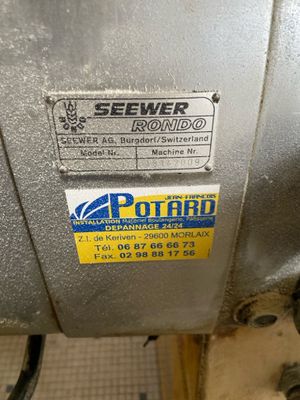 SEEWER
RONDO
SEEWER AG, Burgdorf/Switzerland
Model Nr. Machine Nr.
JEAN-FRANCOIS
POTARD
INSTALLATION Matériel Boulangerie, Pâtisserie
DEPANNAGE 24/24
Z.I. de Keriven - 29600 MORLAIX
Tél. 06 87 66 66 73
Fax. 02 98 88 17 56